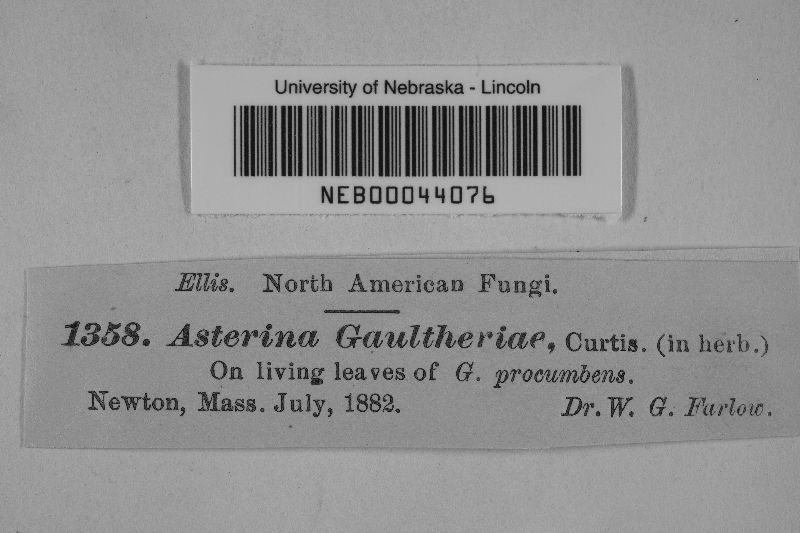 University of Nebraska - Lincoln
NEB00044076
Ellis. North American Fungi.
1358. Asterina Gaultheriae, Curtis. (in herb.)
On living leaves of G. procumbens.
Newton, Mass. July, 1882. Dr. W. G. Farlow.